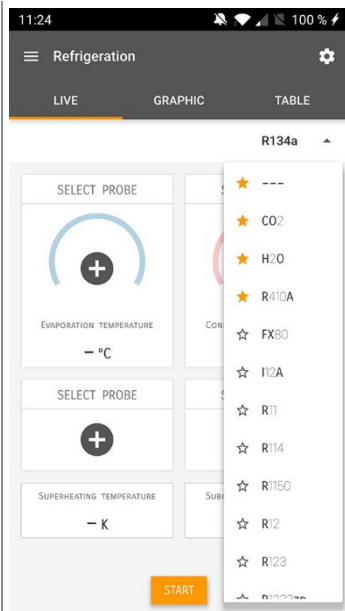 11:24
100 %
Refrigeration
LIVE GRAPHIC TABLE
R134a
---
SELECT PROBE
CO2
H2O
R410A
EVAPORATION TEMPERATURE
– °C
FX80
I12A
SELECT PROBE
R11
R114
R1150
SUPERHEATING TEMPERATURE
– K
R12
R123
START